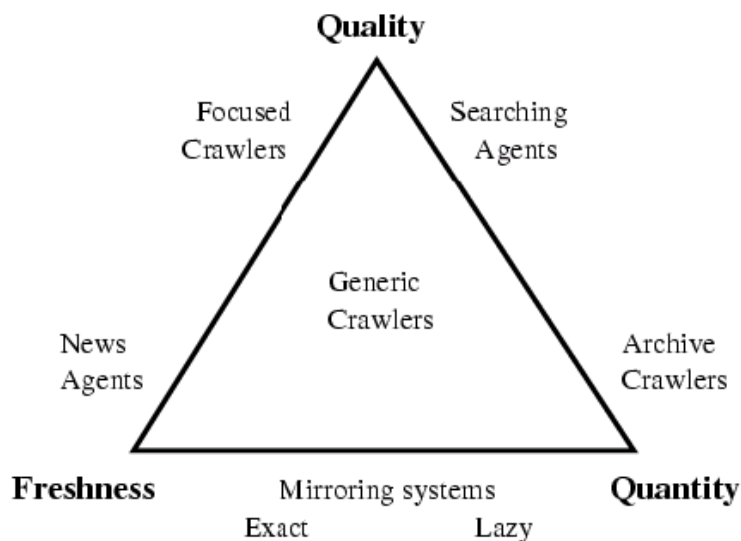 Quality
Focused
Crawlers
Searching
Agents
Generic
Crawlers
News
Agents
Archive
Crawlers
Freshness
Mirroring systems
Quantity
Exact
Lazy